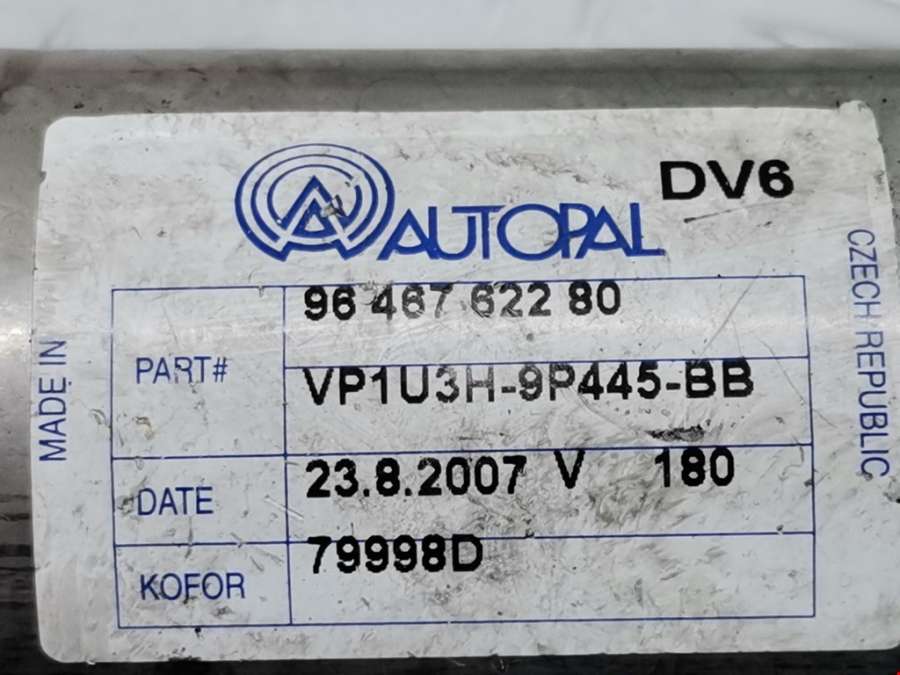 DV6
AUTOPAL
MADE IN
CZECH REPUBLIC
96 467 622 80
PART#
VP1U3H-9P445-BB
DATE
23.8.2007 V 180
KOFOR
79998D